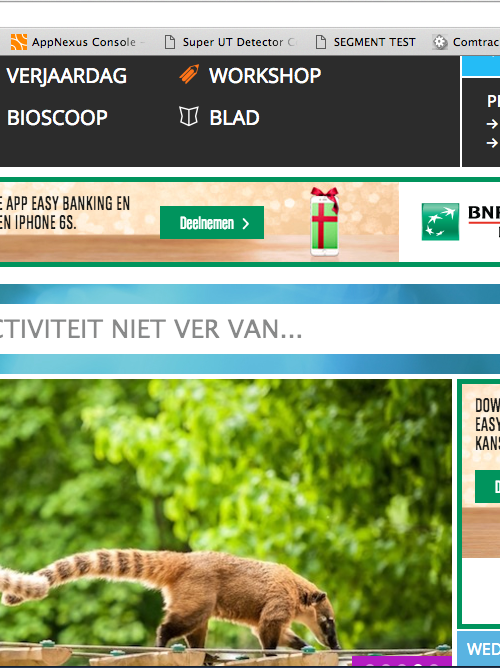 AppNexus Console
Super UT Detector
SEGMENT TEST
Comtrac
VERJAARDAG
WORKSHOP
BIOSCOOP
BLAD
E APP EASY BANKING EN
EN IPHONE 6S.
Deelnemen
BNP
CTIVITEIT NIET VER VAN...
DOW
EASY
KANS
D
WED